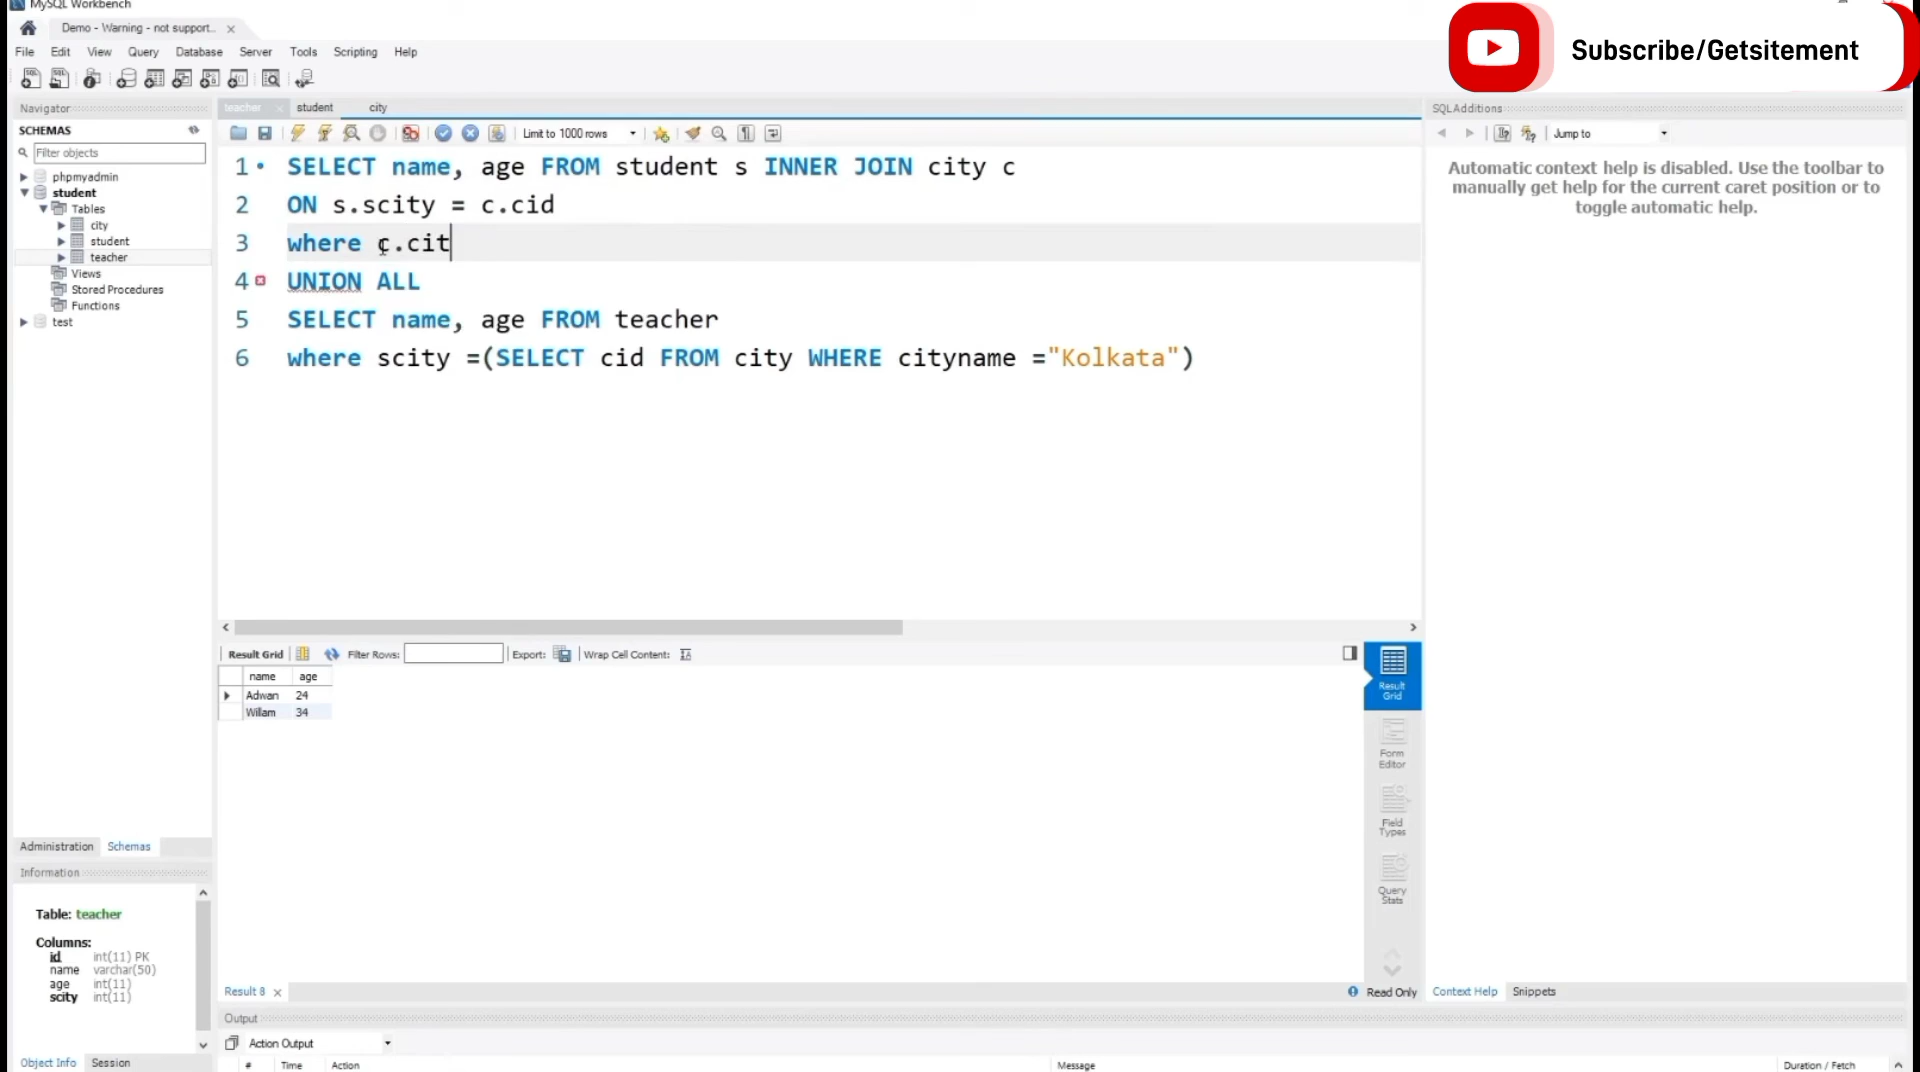 MySQL Workbench
Demo - Warning - not support...
File Edit View Query Database Server Tools Scripting Help
Subscribe/Getsitement
Navigator
SCHEMAS
Filter objects
phpmyadmin
student
Tables
city
student
teacher
Views
Stored Procedures
Functions
test
teacher student city
Limit to 1000 rows
1 SELECT name, age FROM student s INNER JOIN city c
2 ON s.scity = c.cid
3 where c.cit
4 UNION ALL
5 SELECT name, age FROM teacher
6 where scity =(SELECT cid FROM city WHERE cityname ="Kolkata")
SQLAdditions
Jump to
Automatic context help is disabled. Use the toolbar to
manually get help for the current caret position or to
toggle automatic help.
Result Grid Filter Rows: Export: Wrap Cell Content:
name age
Adwan 24
Willam 34
Result
Grid
Form
Editor
Field
Types
Query
Stats
Administration Schemas
Information
Table: teacher
Columns:
id int(11) PK
name varchar(50)
age int(11)
scity int(11)
Object Info Session
Result 8
Read Only
Context Help Snippets
Output
Action Output
# Time Action Message Duration / Fetch